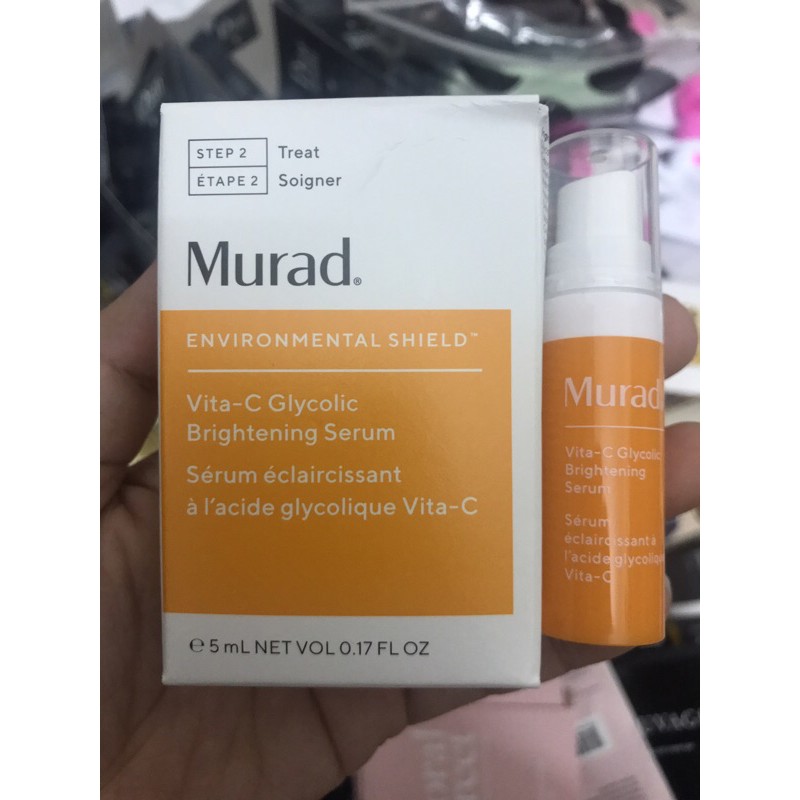 STEP 2 Treat
ÉTAPE 2 Soigner
Murad®
ENVIRONMENTAL SHIELD™
Vita-C Glycolic
Brightening Serum
Sérum éclaircissant
à l'acide glycolique Vita-C
℮ 5 mL NET VOL 0.17 FL OZ
Murad
Vita-C Glycolic
Brightening
Serum
Sérum
éclaircissant à
l'acide glycolique
Vita-C